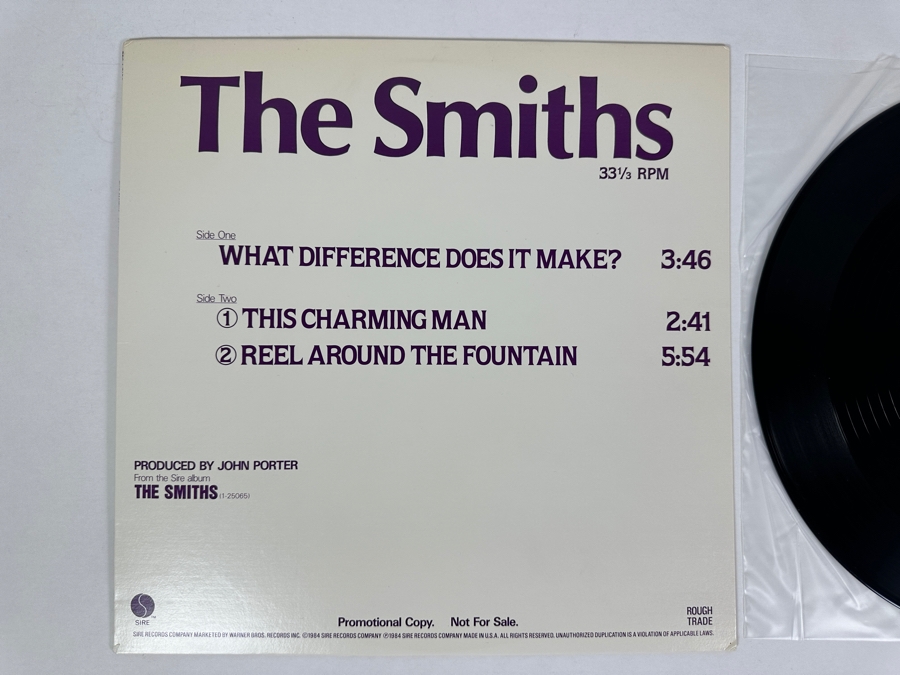 The Smiths
33⅓ RPM
Side One
WHAT DIFFERENCE DOES IT MAKE? 3:46
Side Two
① THIS CHARMING MAN 2:41
② REEL AROUND THE FOUNTAIN 5:54
PRODUCED BY JOHN PORTER
From the Sire album
THE SMITHS (1-25065)
SIRE
Promotional Copy. Not For Sale.
ROUGH
TRADE
SIRE RECORDS COMPANY MARKETED BY WARNER BROS. RECORDS INC. ©1984 SIRE RECORDS COMPANY ℗1984 SIRE RECORDS COMPANY MADE IN U.S.A. ALL RIGHTS RESERVED. UNAUTHORIZED DUPLICATION IS A VIOLATION OF APPLICABLE LAWS.